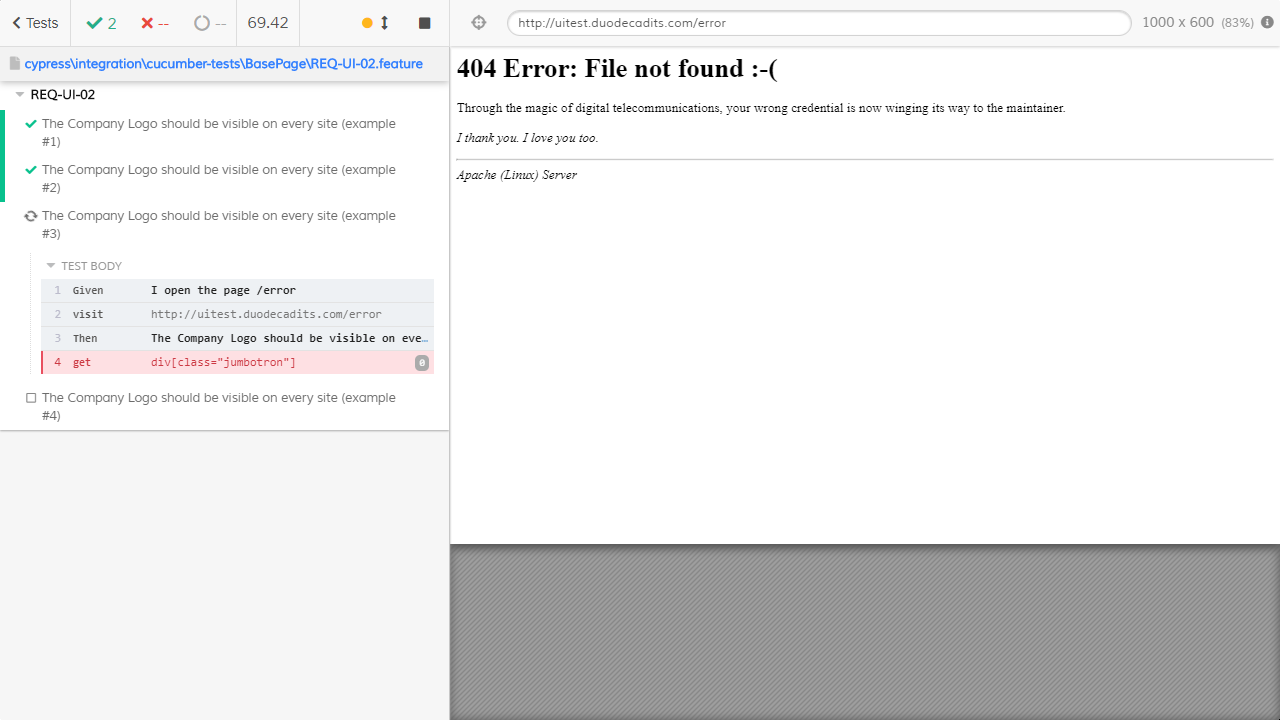 Tests 2 -- -- 69.42 http://uitest.duodecadits.com/error 1000 x 600 (83%)
cypress\integration\cucumber-tests\BasePage\REQ-UI-02.feature
REQ-UI-02
The Company Logo should be visible on every site (example
#1)
The Company Logo should be visible on every site (example
#2)
The Company Logo should be visible on every site (example
#3)
TEST BODY
1 Given I open the page /error
2 visit http://uitest.duodecadits.com/error
3 Then The Company Logo should be visible on eve…
4 get div[class="jumbotron"] 0
The Company Logo should be visible on every site (example
#4)
404 Error: File not found :-(
Through the magic of digital telecommunications, your wrong credential is now winging its way to the maintainer.
I thank you. I love you too.
Apache (Linux) Server